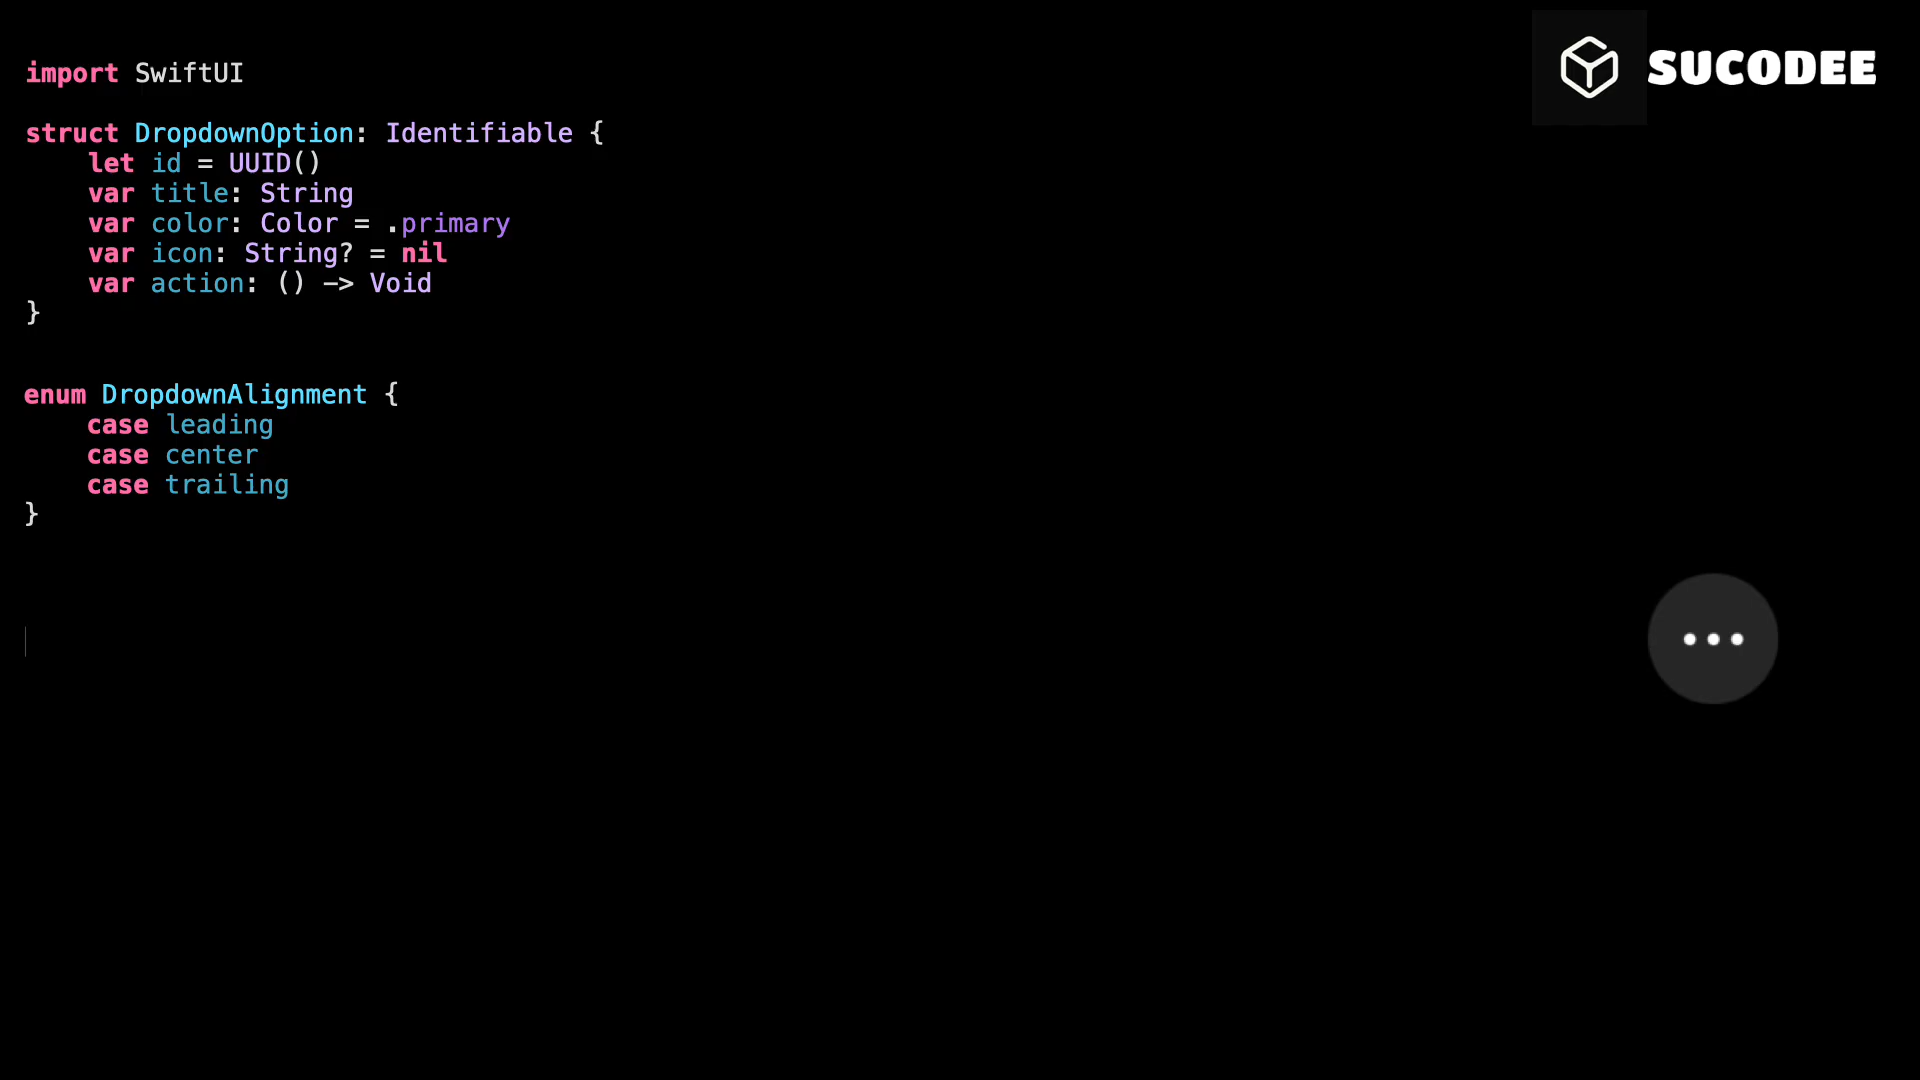 SUCODEE
import SwiftUI
struct DropdownOption: Identifiable {
    let id = UUID()
    var title: String
    var color: Color = .primary
    var icon: String? = nil
    var action: () -> Void
}
enum DropdownAlignment {
    case leading
    case center
    case trailing
}